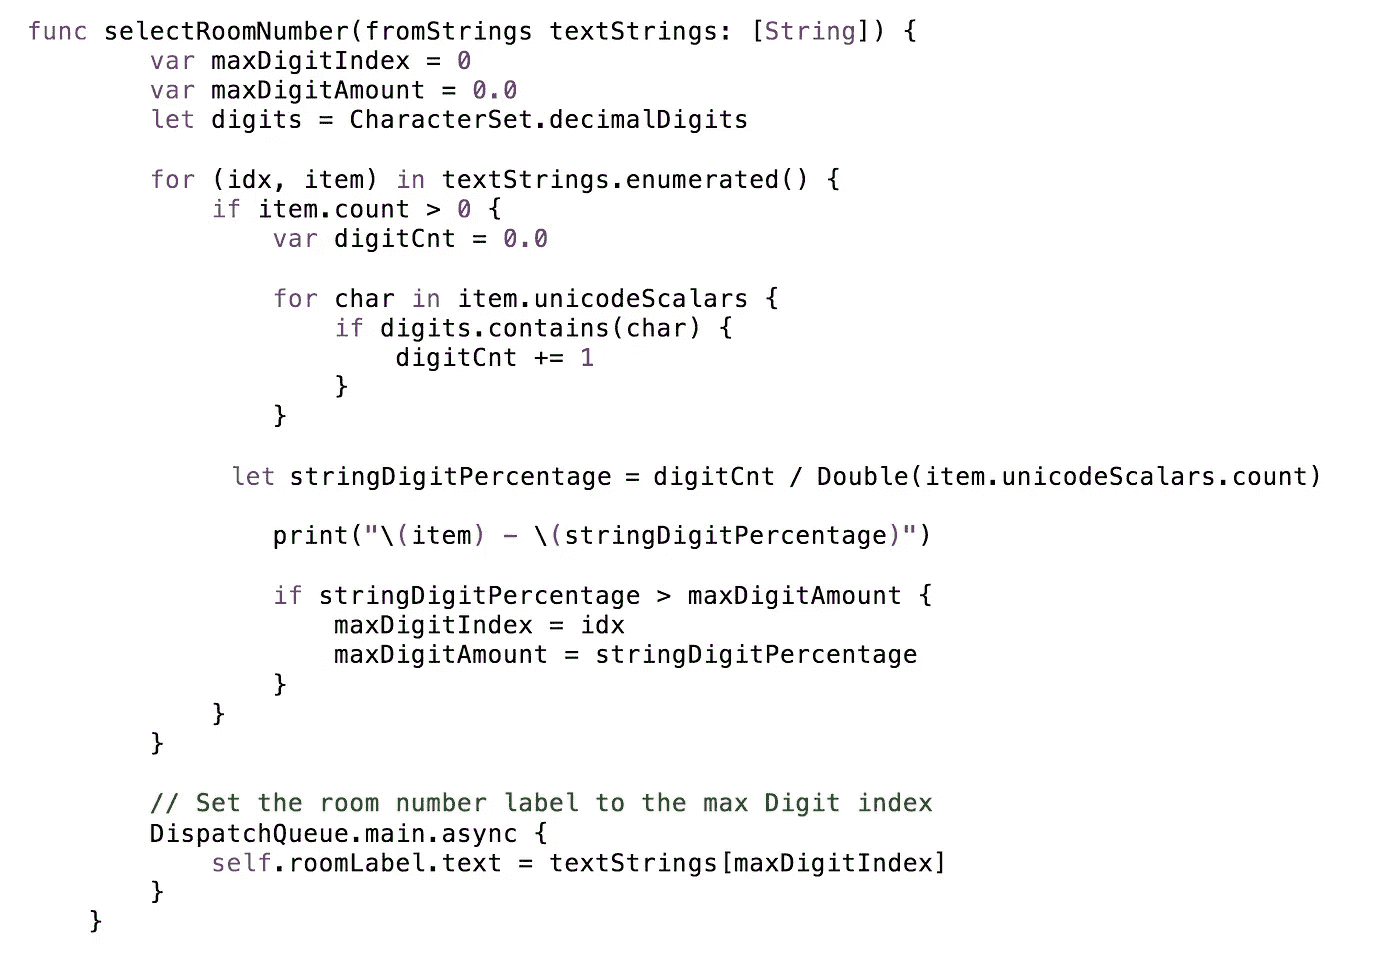 func selectRoomNumber(fromStrings textStrings: [String]) {
var maxDigitIndex = 0
var maxDigitAmount = 0.0
let digits = CharacterSet.decimalDigits
for (idx, item) in textStrings.enumerated() {
if item.count > 0 {
var digitCnt = 0.0
for char in item.unicodeScalars {
if digits.contains(char) {
digitCnt += 1
}
}
let stringDigitPercentage = digitCnt / Double(item.unicodeScalars.count)
print("\(item) – \(stringDigitPercentage)")
if stringDigitPercentage > maxDigitAmount {
maxDigitIndex = idx
maxDigitAmount = stringDigitPercentage
}
}
}
// Set the room number label to the max Digit index
DispatchQueue.main.async {
self.roomLabel.text = textStrings[maxDigitIndex]
}
}